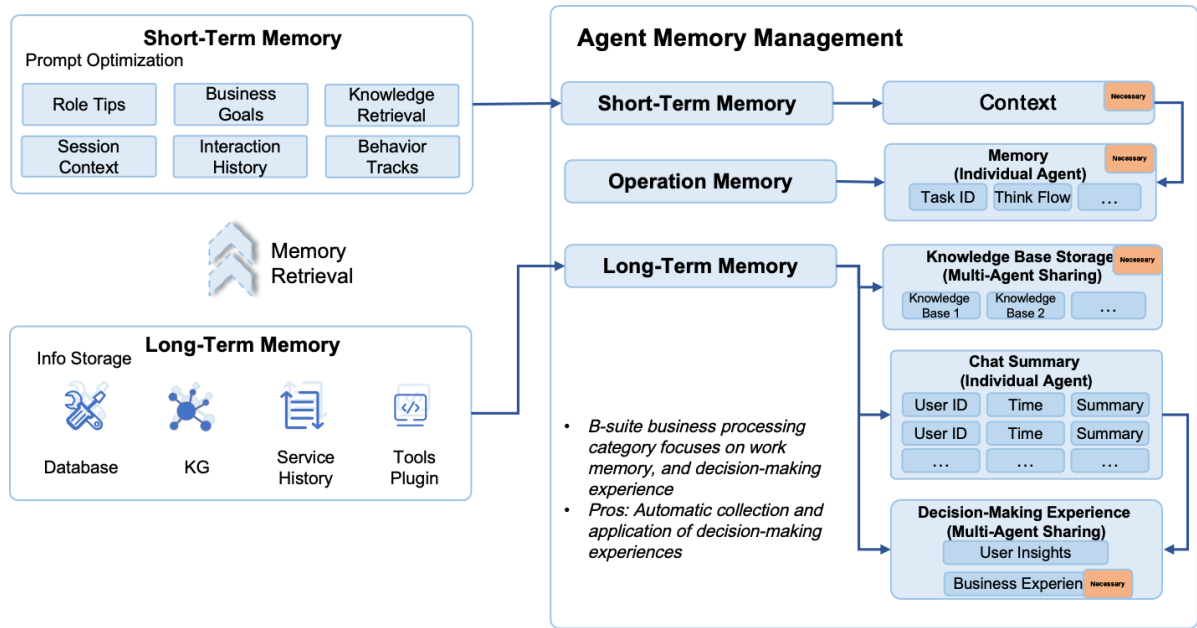 Short-Term Memory
Prompt Optimization
Role Tips
Business
Goals
Knowledge
Retrieval
Session
Context
Interaction
History
Behavior
Tracks
Memory
Retrieval
Long-Term Memory
Info Storage
Database
KG
Service
History
Tools
Plugin
Agent Memory Management
Short-Term Memory
Context
Necessary
Operation Memory
Memory
(Individual Agent)
Necessary
Task ID
Think Flow
...
Long-Term Memory
Knowledge Base Storage
(Multi-Agent Sharing)
Necessary
Knowledge
Base 1
Knowledge
Base 2
...
Chat Summary
(Individual Agent)
User ID
Time
Summary
User ID
Time
Summary
...
...
...
Decision-Making Experience
(Multi-Agent Sharing)
User Insights
Business Experien
Necessary
• B-suite business processing
category focuses on work
memory, and decision-making
experience
• Pros: Automatic collection and
application of decision-making
experiences